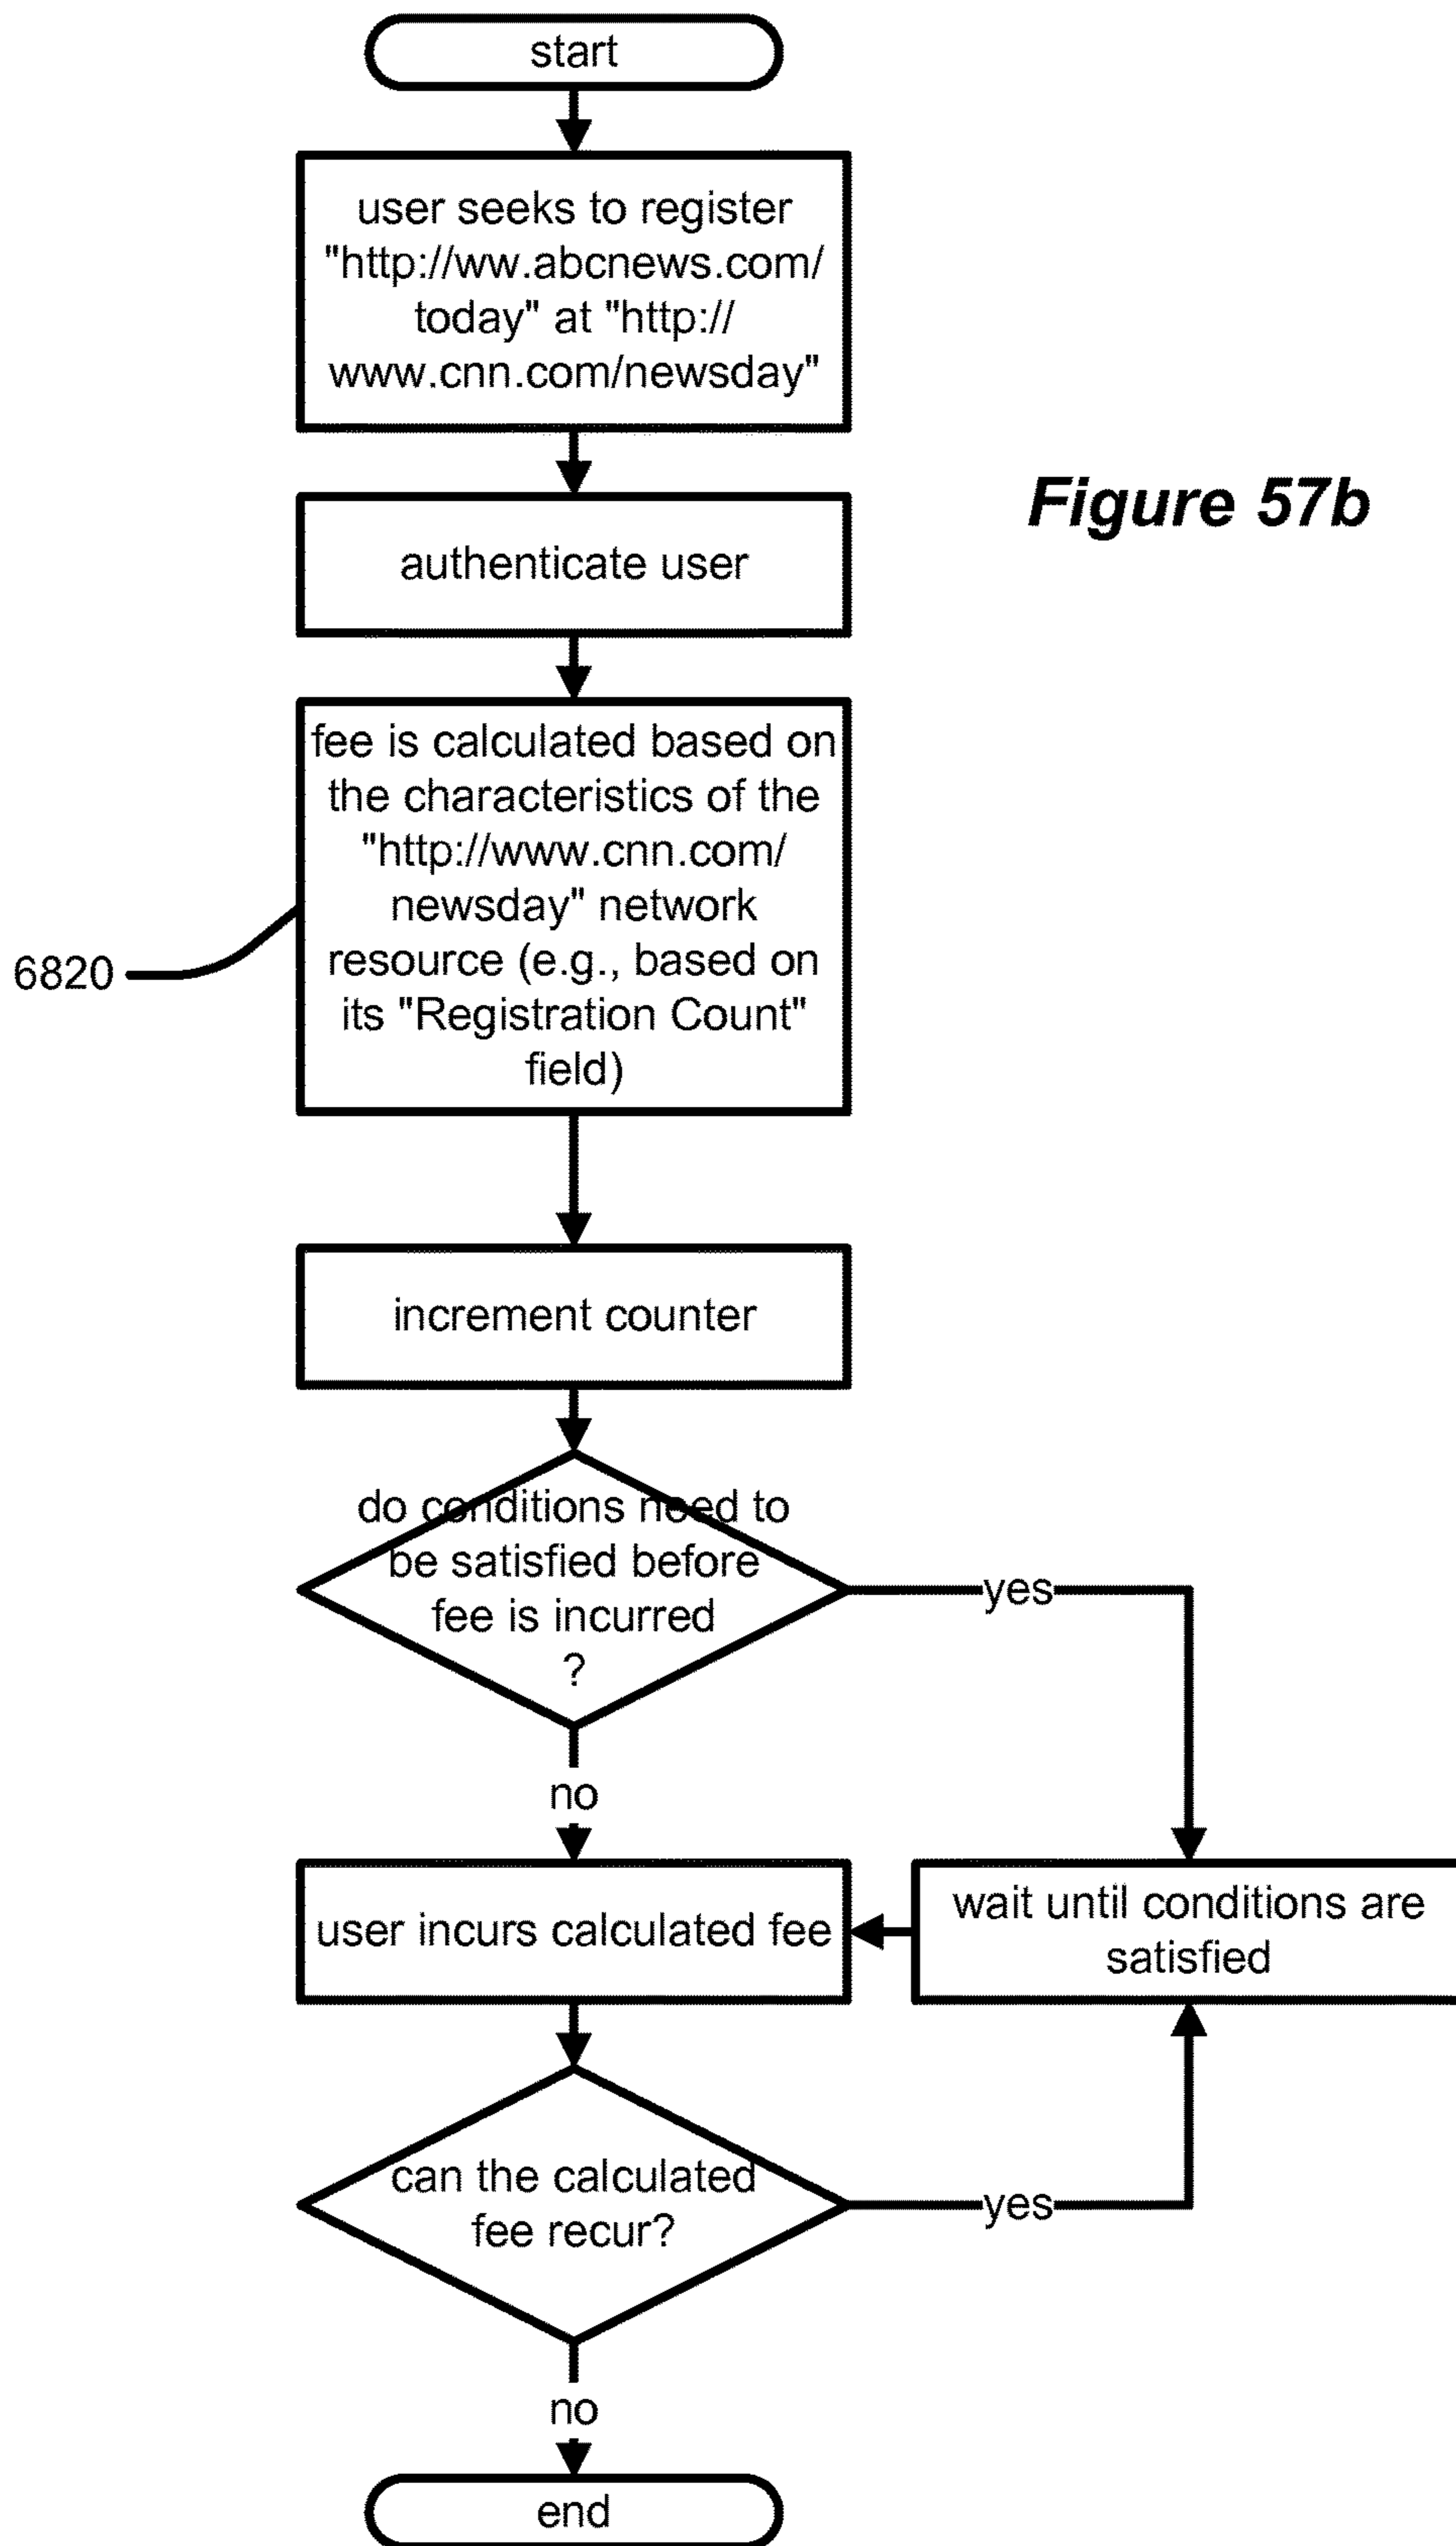 start
user seeks to register
"http://ww.abcnews.com/
today" at "http://
www.cnn.com/newsday"
Figure 57b
authenticate user
fee is calculated based on
the characteristics of the
"http://www.cnn.com/
newsday" network
resource (e.g., based on
its "Registration Count"
field)
6820
increment counter
do conditions need to
be satisfied before
fee is incurred
?
yes
no
user incurs calculated fee
wait until conditions are
satisfied
can the calculated
fee recur?
yes
no
end